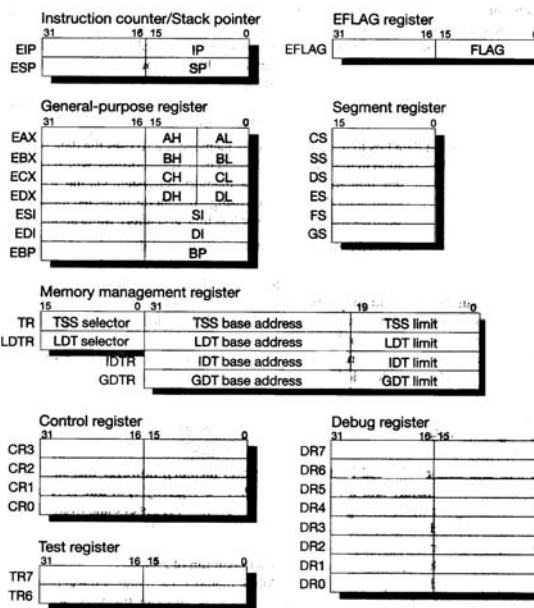 Instruction counter/Stack pointer
31 16 15 0
EIP IP
ESP SP
EFLAG register
31 16 15 0
EFLAG FLAG
General-purpose register
31 16 15 0
EAX AH AL
EBX BH BL
ECX CH CL
EDX DH DL
ESI SI
EDI DI
EBP BP
Segment register
15 0
CS
SS
DS
ES
FS
GS
Memory management register
15 0 31 19 0
TR TSS selector TSS base address TSS limit
LDTR LDT selector LDT base address LDT limit
IDTR IDT base address IDT limit
GDTR GDT base address GDT limit
Control register
31 16 15 0
CR3
CR2
CR1
CR0
Debug register
31 16 15
DR7
DR6
DR5
DR4
DR3
DR2
DR1
DR0
Test register
31 16 15 0
TR7
TR6